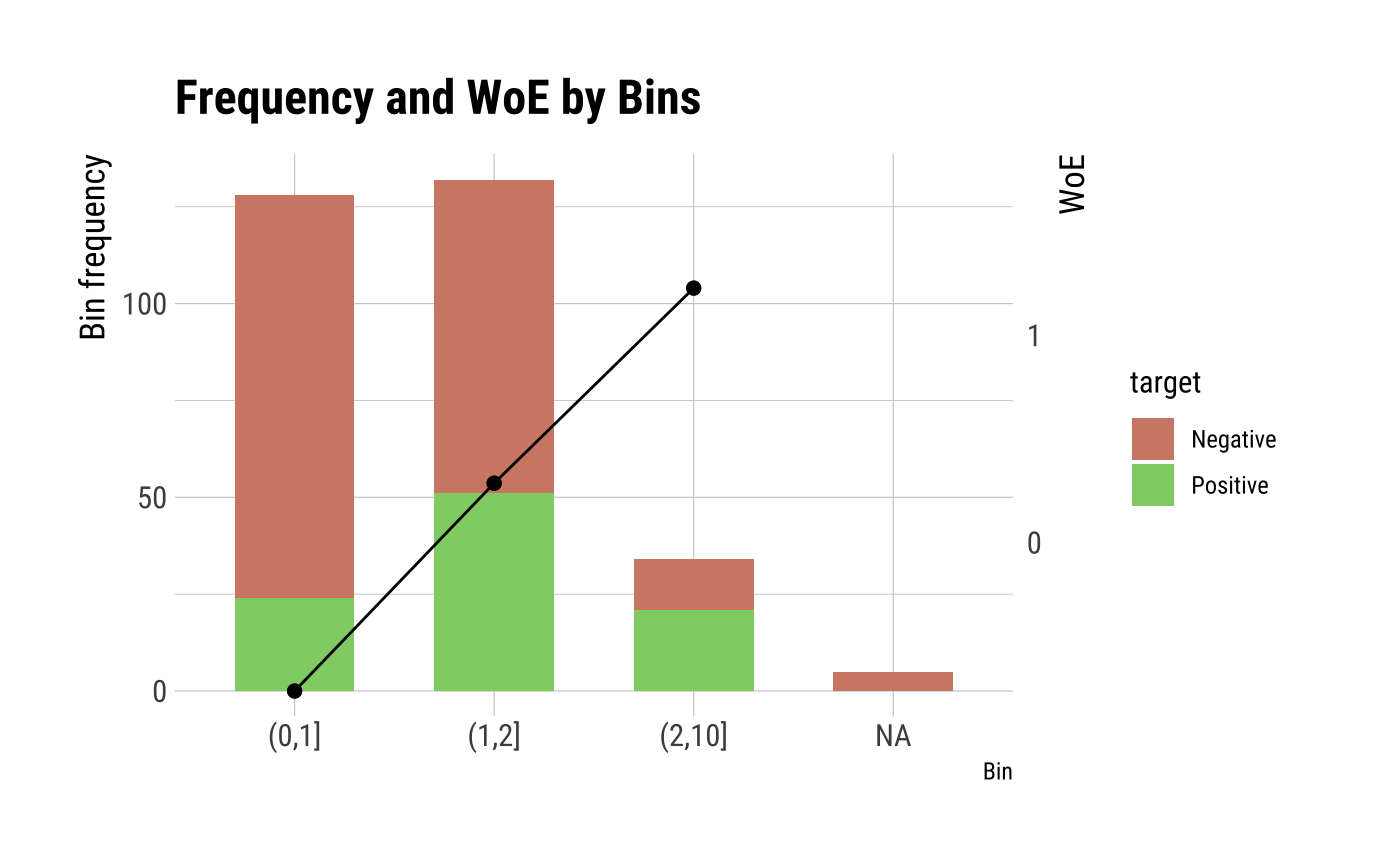 Frequency and WoE by Bins
Bin frequency
WoE
100
50
0
1
0
(0,1]
(1,2]
(2,10]
NA
Bin
target
Negative
Positive